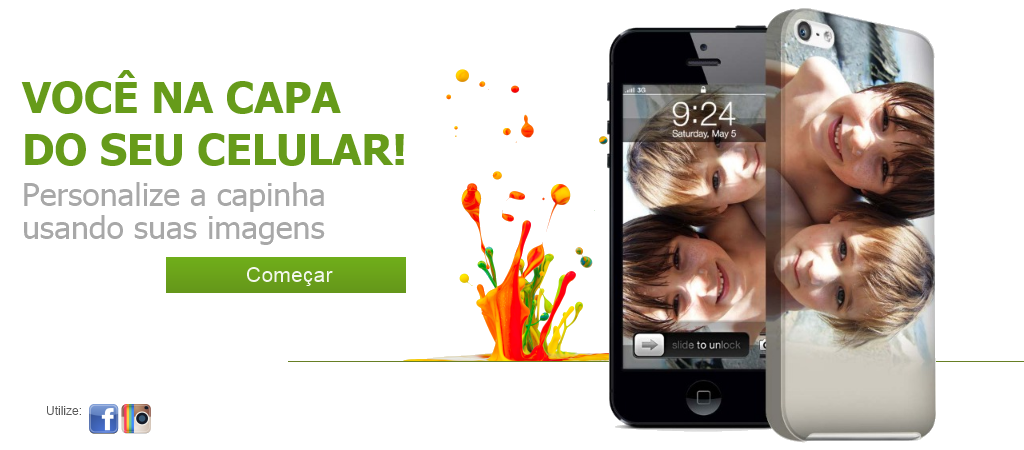 VOCÊ NA CAPA
DO SEU CELULAR!
Personalize a capinha
usando suas imagens
Começar
Utilize:
3G
9:24
Saturday, May 5
slide to unlock